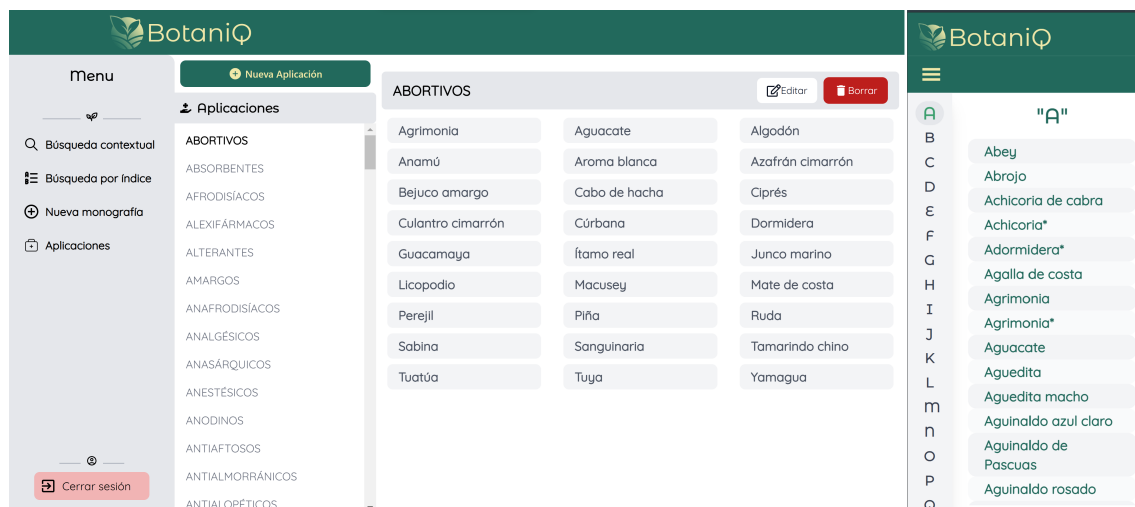 BotaniQ
Menu
Búsqueda contextual
Búsqueda por índice
Nueva monografía
Aplicaciones
Cerrar sesión
Nueva Aplicación
Aplicaciones
ABORTIVOS
ABSORBENTES
AFRODISÍACOS
ALEXIFÁRMACOS
ALTERANTES
AMARGOS
ANAFRODISÍACOS
ANALGÉSICOS
ANASÁRQUICOS
ANESTÉSICOS
ANODINOS
ANTIAFTOSOS
ANTIALMORRÁNICOS
ANTIALOPÉTICOS
ABORTIVOS Editar Borrar
Agrimonia Aguacate Algodón
Anamú Aroma blanca Azafrán cimarrón
Bejuco amargo Cabo de hacha Ciprés
Culantro cimarrón Cúrbana Dormidera
Guacamaya Ítamo real Junco marino
Licopodio Macusey Mate de costa
Perejil Piña Ruda
Sabina Sanguinaria Tamarindo chino
Tuatúa Tuya Yamagua
BotaniQ
A
B
C
D
E
F
G
H
I
J
K
L
M
N
O
P
Q
"A"
Abey
Abrojo
Achicoria de cabra
Achicoria*
Adormidera*
Agalla de costa
Agrimonia
Agrimonia*
Aguacate
Aguedita
Aguedita macho
Aguinaldo azul claro
Aguinaldo de
Pascuas
Aguinaldo rosado